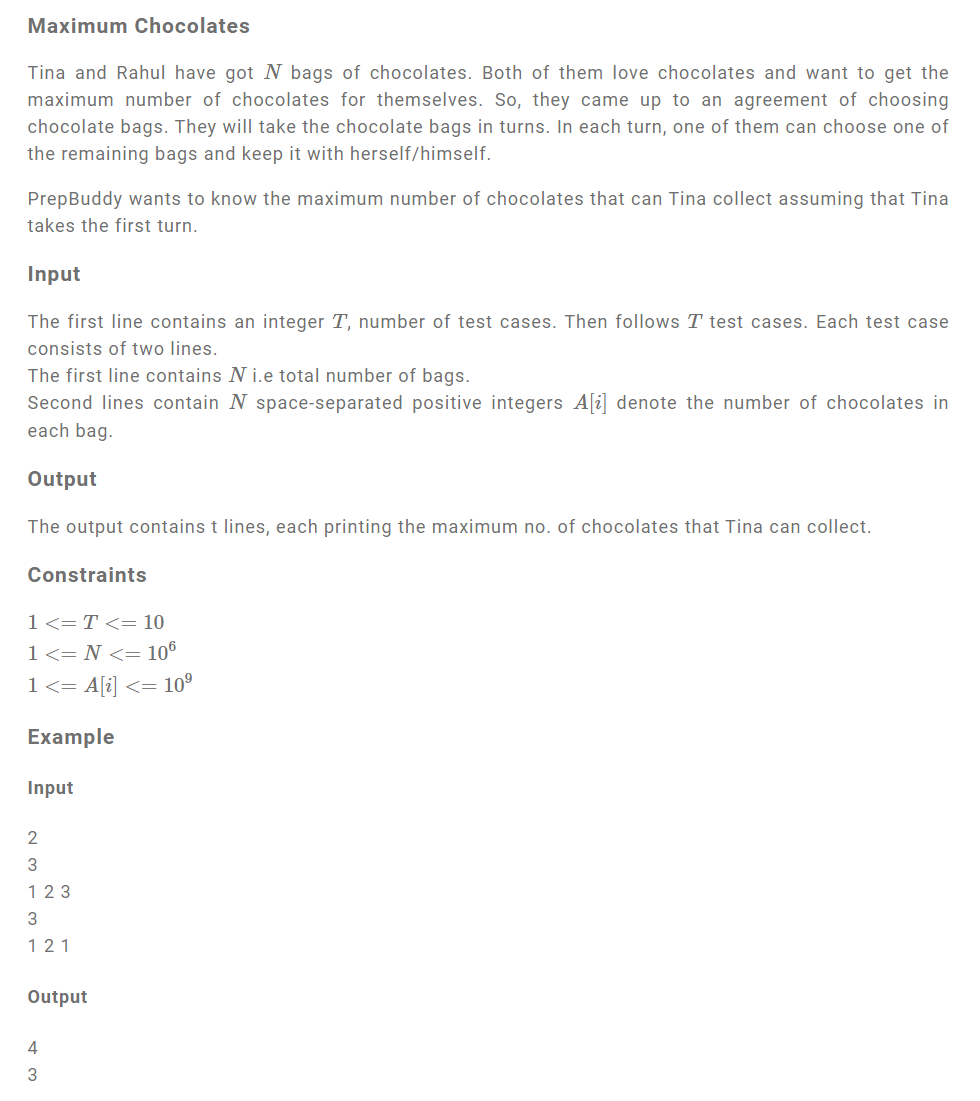 Maximum Chocolates
Tina and Rahul have got N bags of chocolates. Both of them love chocolates and want to get the
maximum number of chocolates for themselves. So, they came up to an agreement of choosing
chocolate bags. They will take the chocolate bags in turns. In each turn, one of them can choose one of
the remaining bags and keep it with herself/himself.
PrepBuddy wants to know the maximum number of chocolates that can Tina collect assuming that Tina
takes the first turn.
Input
The first line contains an integer T, number of test cases. Then follows T test cases. Each test case
consists of two lines.
The first line contains N i.e total number of bags.
Second lines contain N space-separated positive integers A[i] denote the number of chocolates in
each bag.
Output
The output contains t lines, each printing the maximum no. of chocolates that Tina can collect.
Constraints
1 <= T <= 10
1 <= N <= 10⁶
1 <= A[i] <= 10⁹
Example
Input
2
3
1 2 3
3
1 2 1
Output
4
3